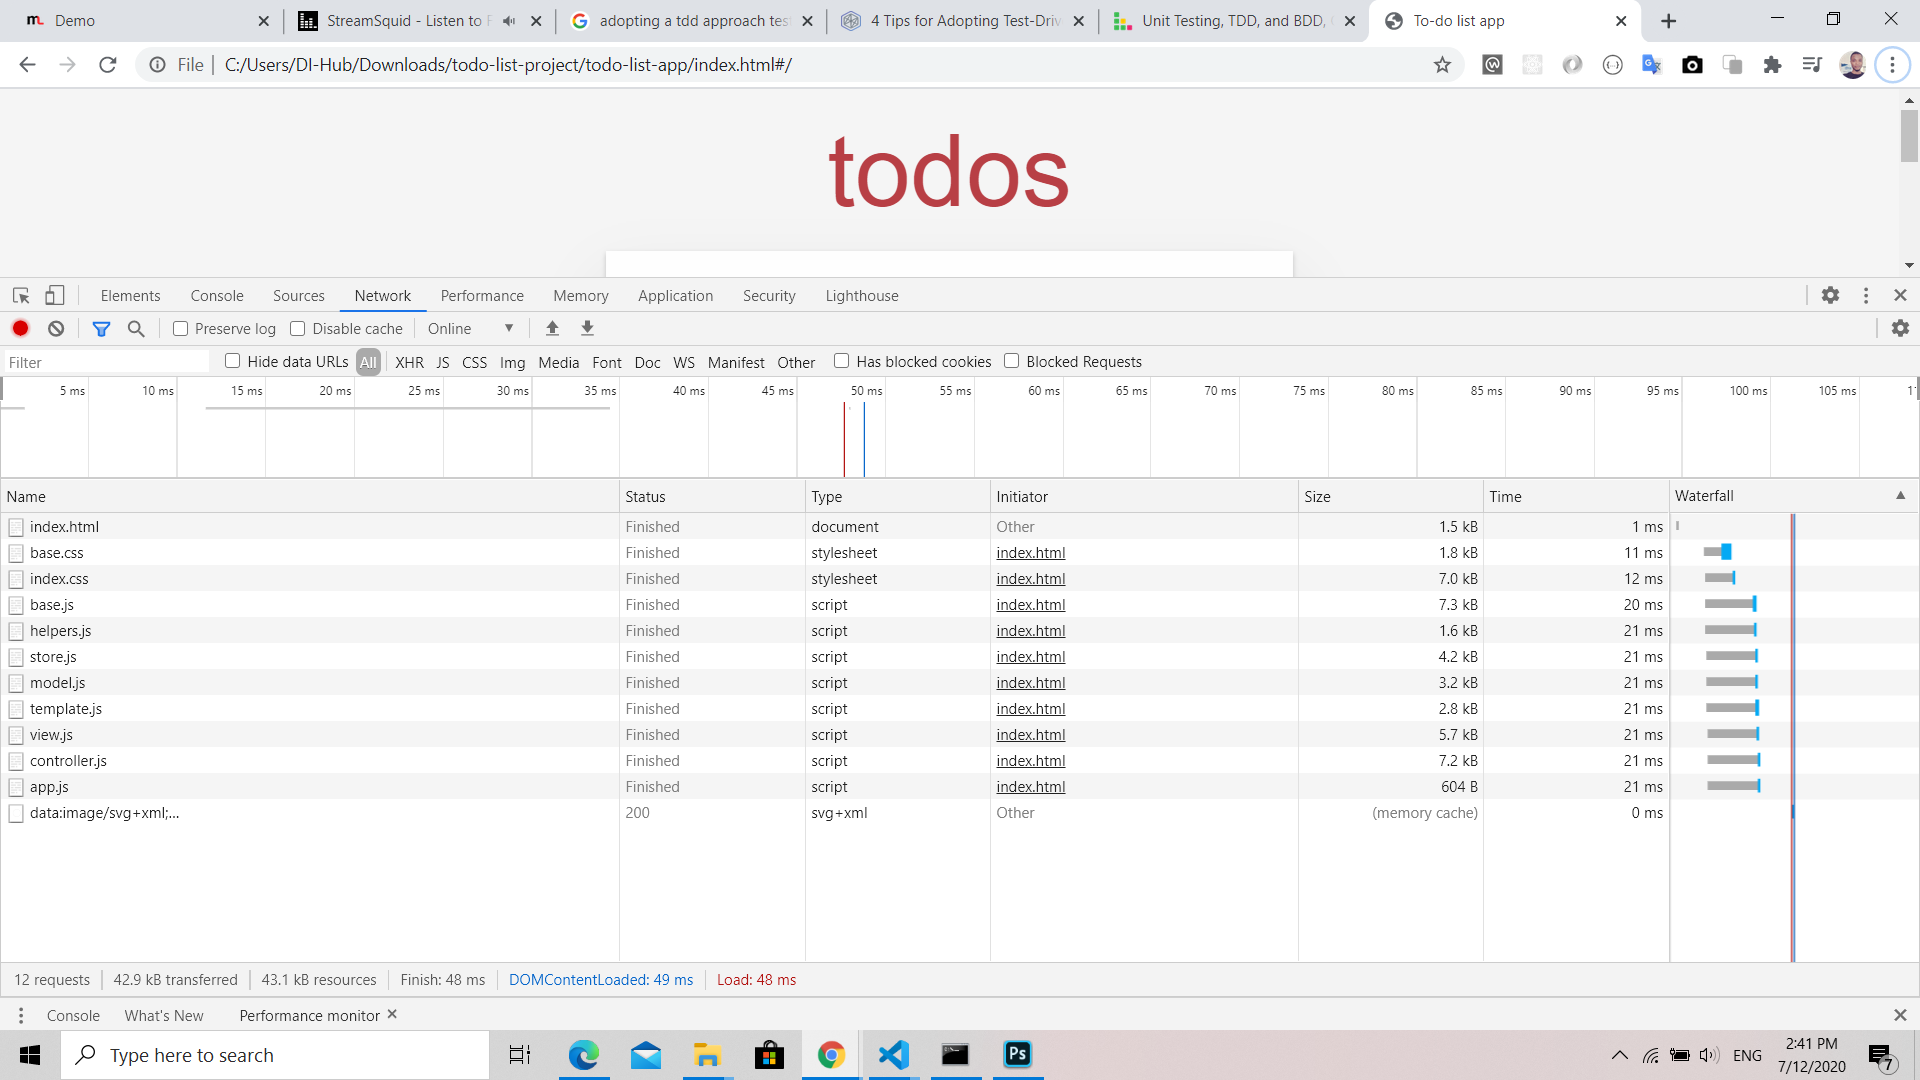 Demo
StreamSquid - Listen to F
adopting a tdd approach test
4 Tips for Adopting Test-Driv
Unit Testing, TDD, and BDD,
To-do list app
File C:/Users/DI-Hub/Downloads/todo-list-project/todo-list-app/index.html#/
todos
Elements Console Sources Network Performance Memory Application Security Lighthouse
Preserve log Disable cache Online
Filter Hide data URLs All XHR JS CSS Img Media Font Doc WS Manifest Other Has blocked cookies Blocked Requests
5 ms 10 ms 15 ms 20 ms 25 ms 30 ms 35 ms 40 ms 45 ms 50 ms 55 ms 60 ms 65 ms 70 ms 75 ms 80 ms 85 ms 90 ms 95 ms 100 ms 105 ms
Name Status Type Initiator Size Time Waterfall
index.html Finished document Other 1.5 kB 1 ms
base.css Finished stylesheet index.html 1.8 kB 11 ms
index.css Finished stylesheet index.html 7.0 kB 12 ms
base.js Finished script index.html 7.3 kB 20 ms
helpers.js Finished script index.html 1.6 kB 21 ms
store.js Finished script index.html 4.2 kB 21 ms
model.js Finished script index.html 3.2 kB 21 ms
template.js Finished script index.html 2.8 kB 21 ms
view.js Finished script index.html 5.7 kB 21 ms
controller.js Finished script index.html 7.2 kB 21 ms
app.js Finished script index.html 604 B 21 ms
data:image/svg+xml;... 200 svg+xml Other (memory cache) 0 ms
12 requests 42.9 kB transferred 43.1 kB resources Finish: 48 ms DOMContentLoaded: 49 ms Load: 48 ms
Console What's New Performance monitor
Type here to search
Ps
ENG
2:41 PM
7/12/2020
7